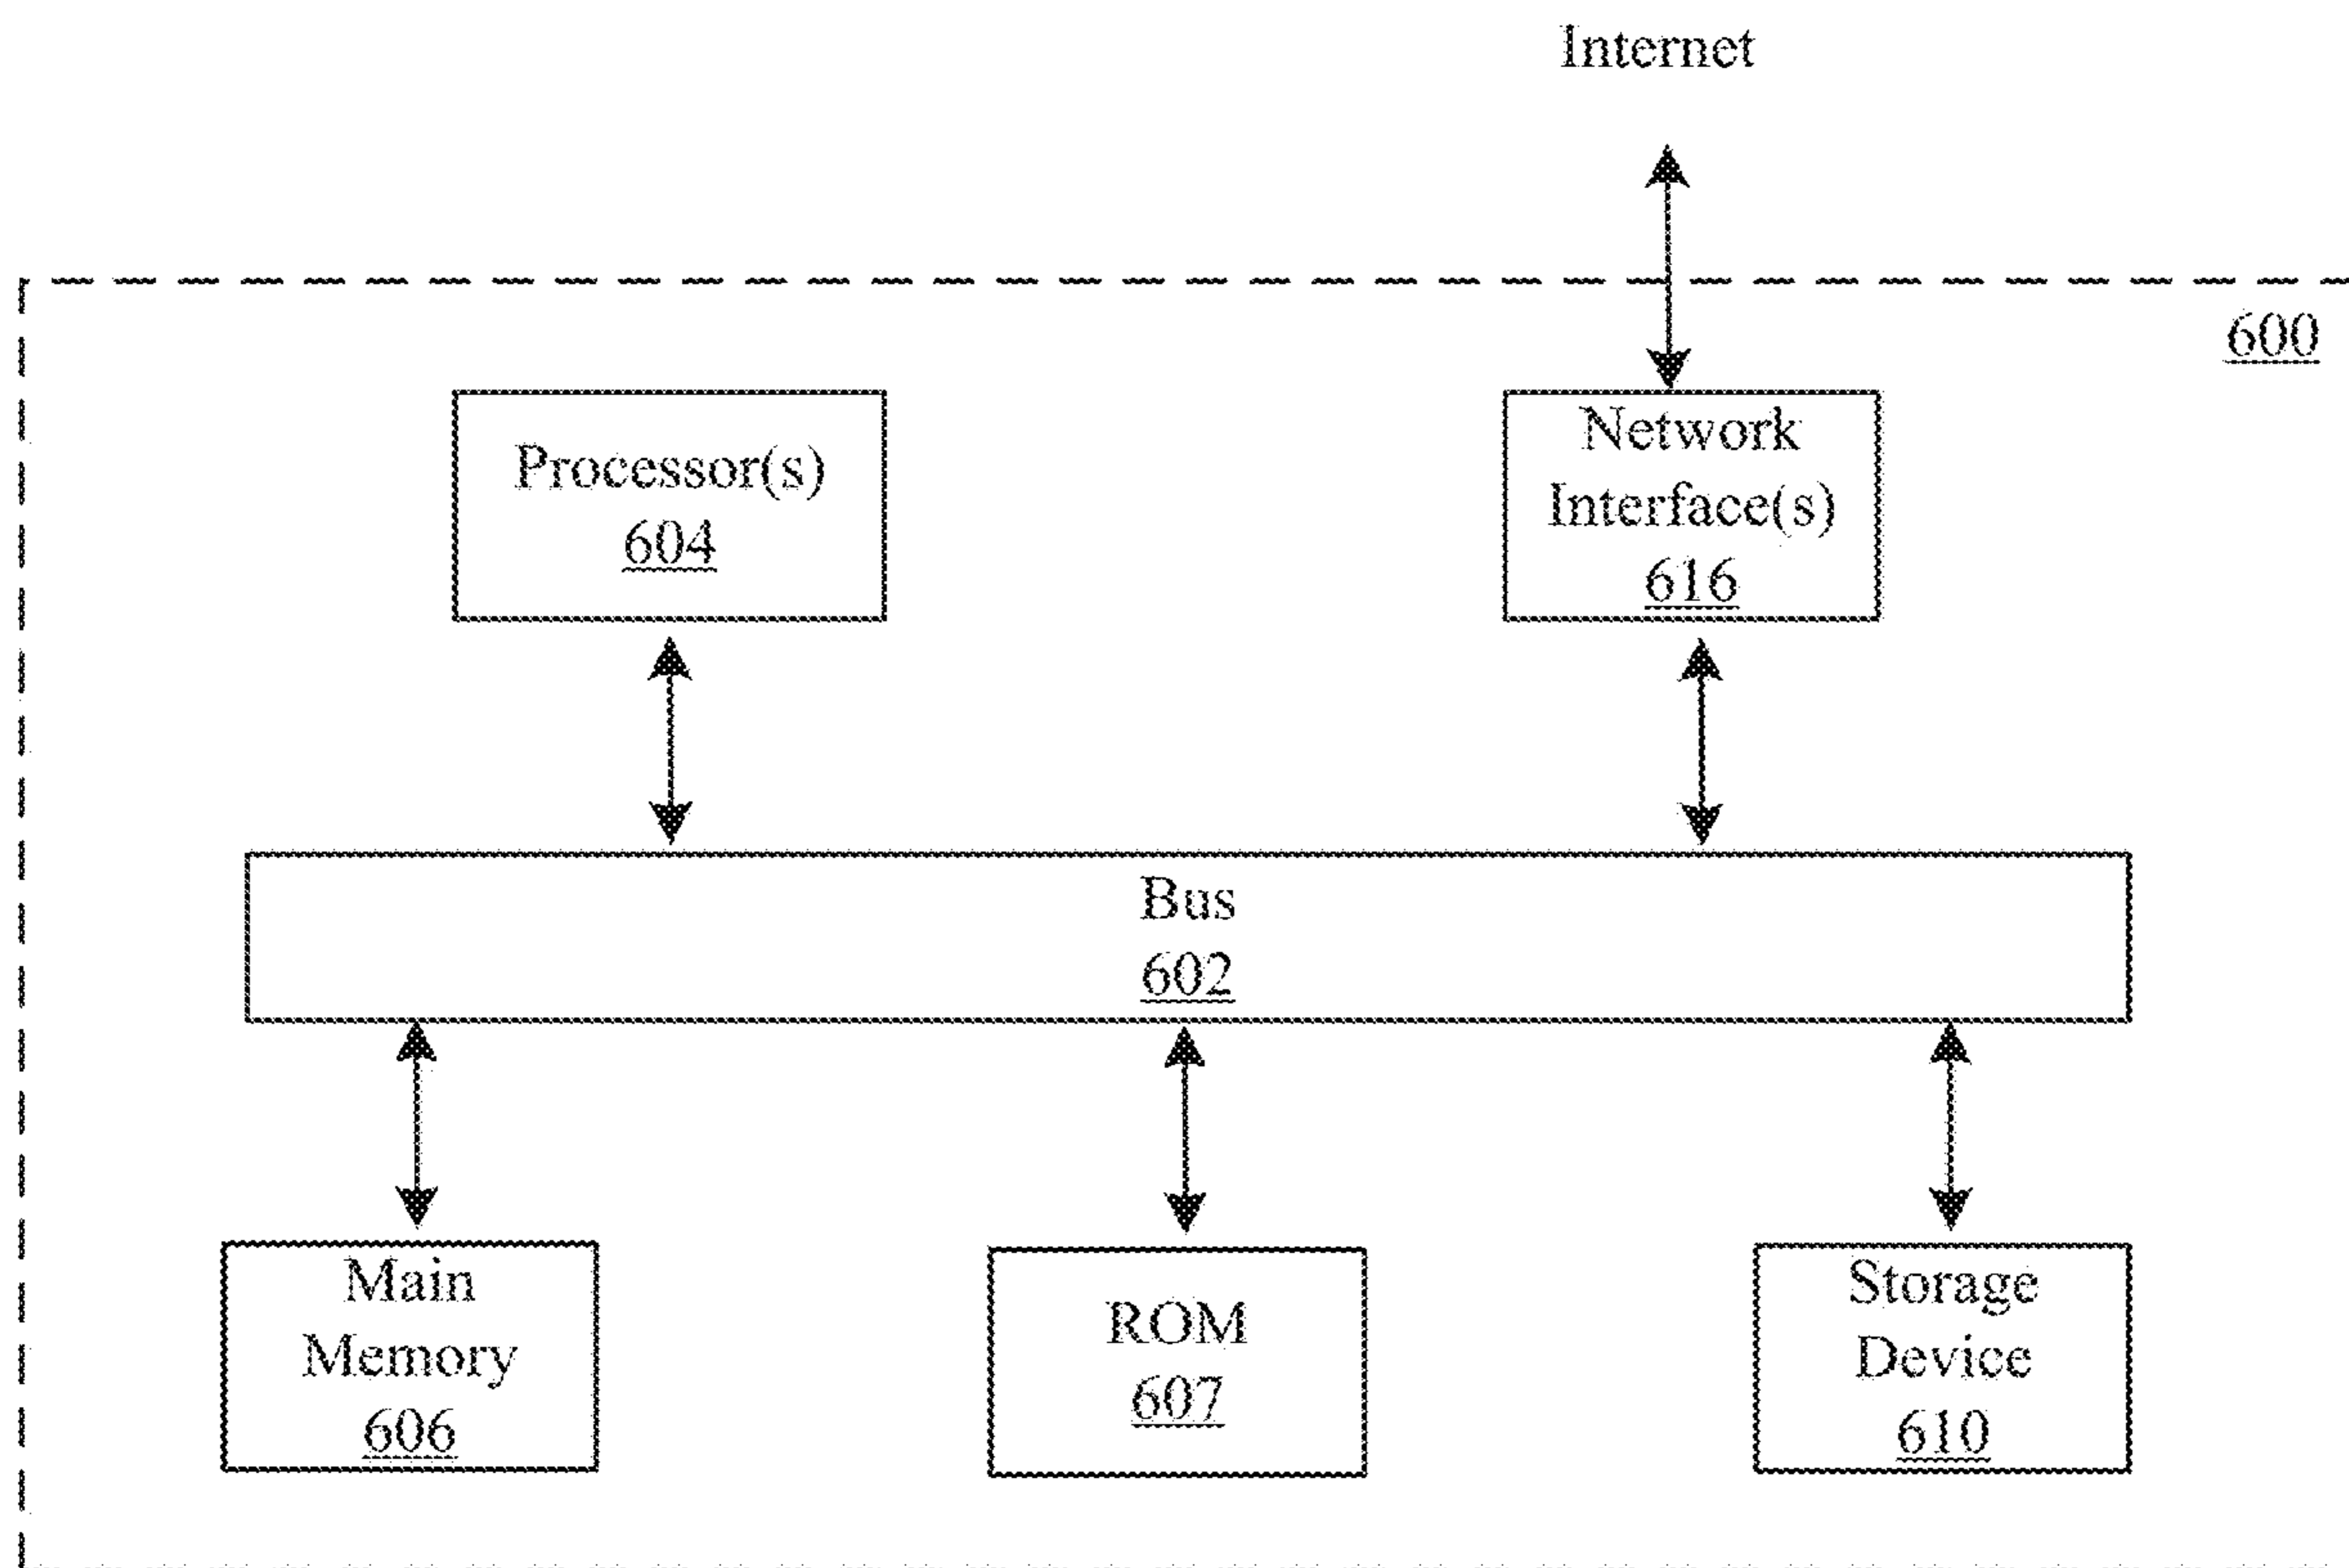 Internet
600
Processor(s)
604
Network
Interface(s)
616
Bus
602
Main
Memory
606
ROM
607
Storage
Device
610